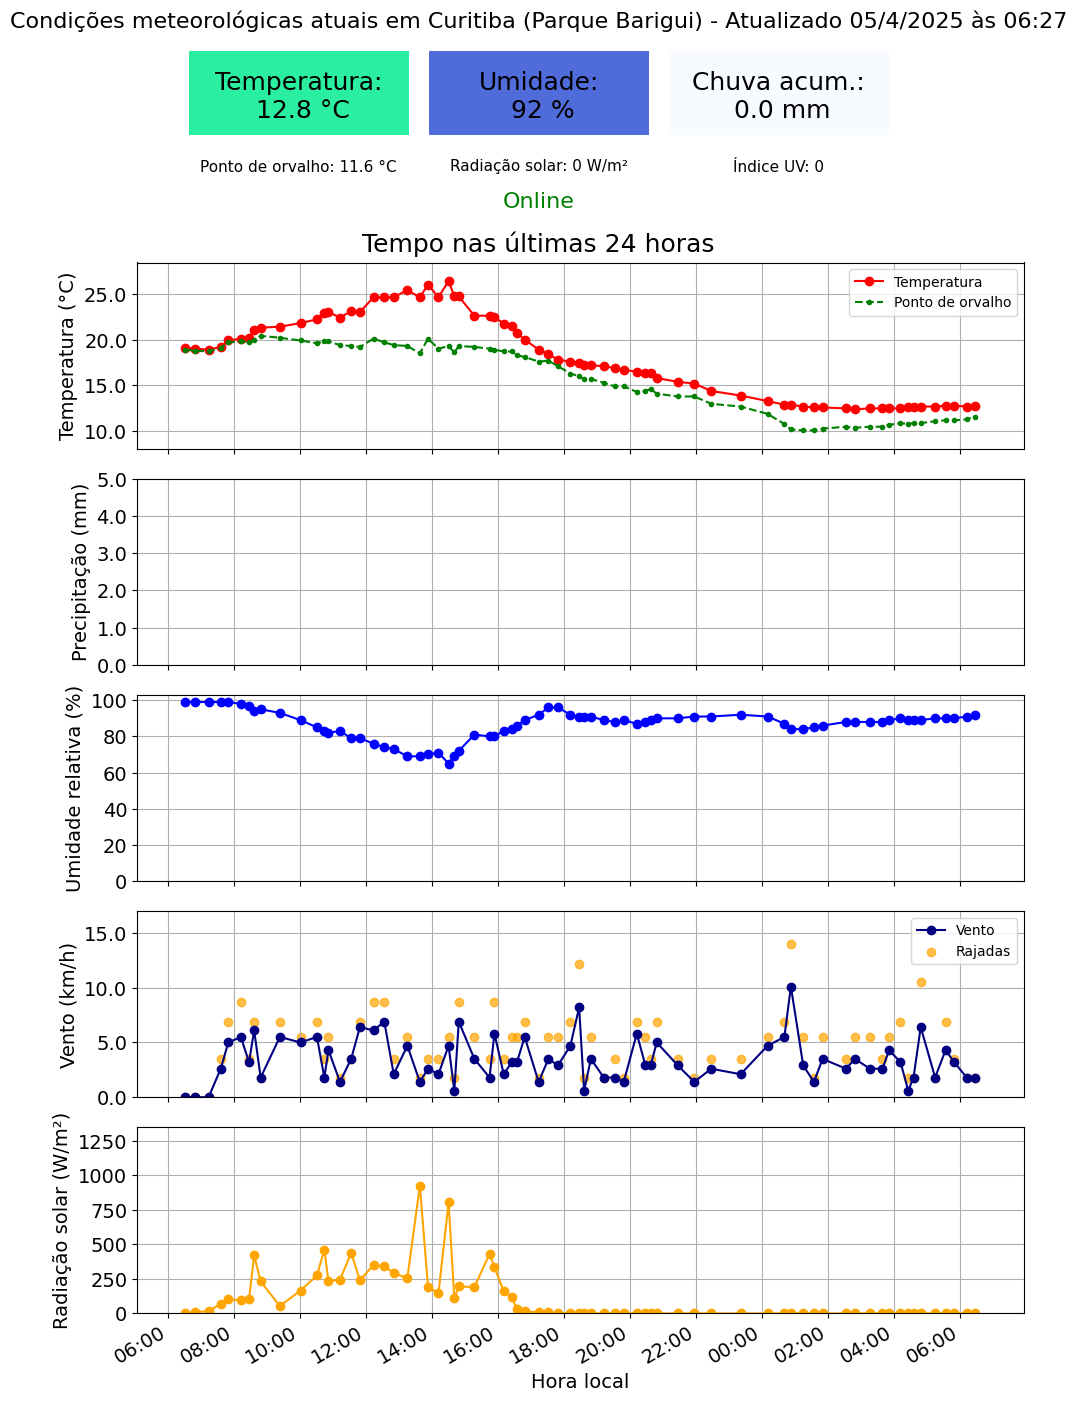 Condições meteorológicas atuais em Curitiba (Parque Barigui) - Atualizado 05/4/2025 às 06:27
Temperatura:
12.8 °C
Umidade:
92 %
Chuva acum.:
0.0 mm
Ponto de orvalho: 11.6 °C
Radiação solar: 0 W/m²
Índice UV: 0
Online
Tempo nas últimas 24 horas
Temperatura (°C)
25.0
20.0
15.0
10.0
Temperatura
Ponto de orvalho
Precipitação (mm)
5.0
4.0
3.0
2.0
1.0
0.0
Umidade relativa (%)
100
80
60
40
20
0
Vento (km/h)
15.0
10.0
5.0
0.0
Vento
Rajadas
Radiação solar (W/m²)
1250
1000
750
500
250
0
06:00
08:00
10:00
12:00
14:00
16:00
18:00
20:00
22:00
00:00
02:00
04:00
06:00
Hora local